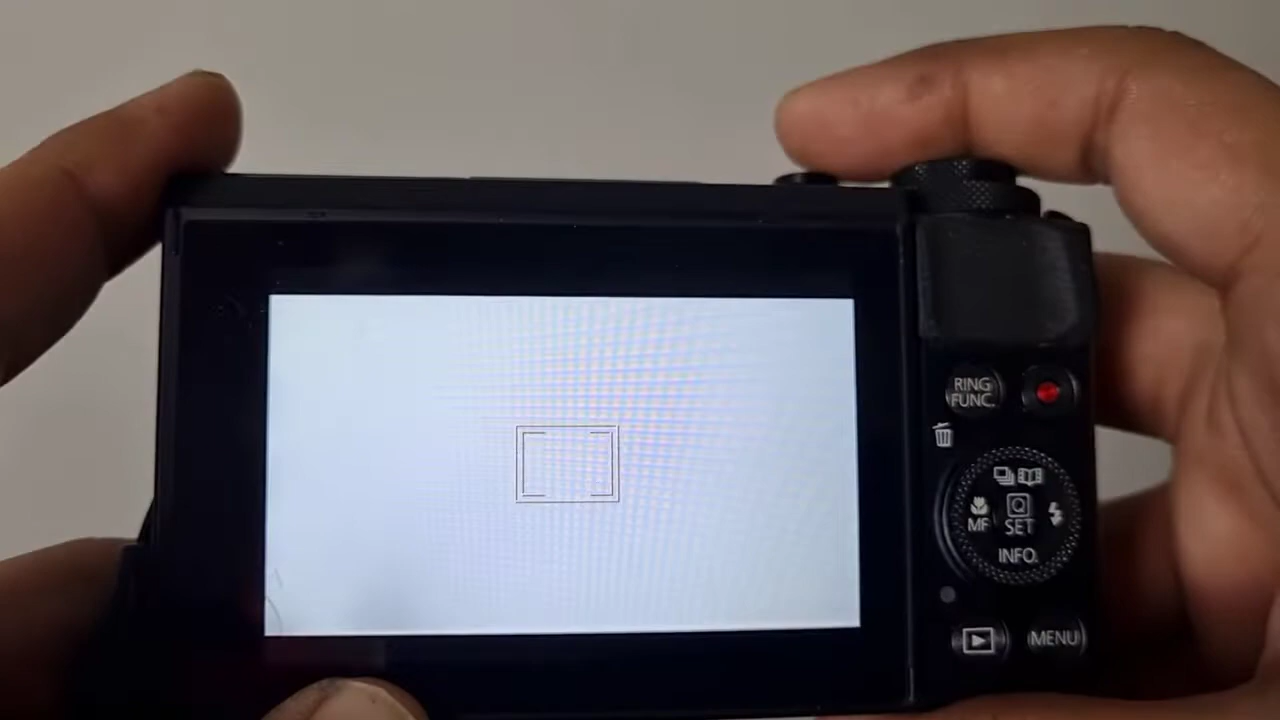 RING
FUNC.
MF
Q
SET
INFO.
MENU